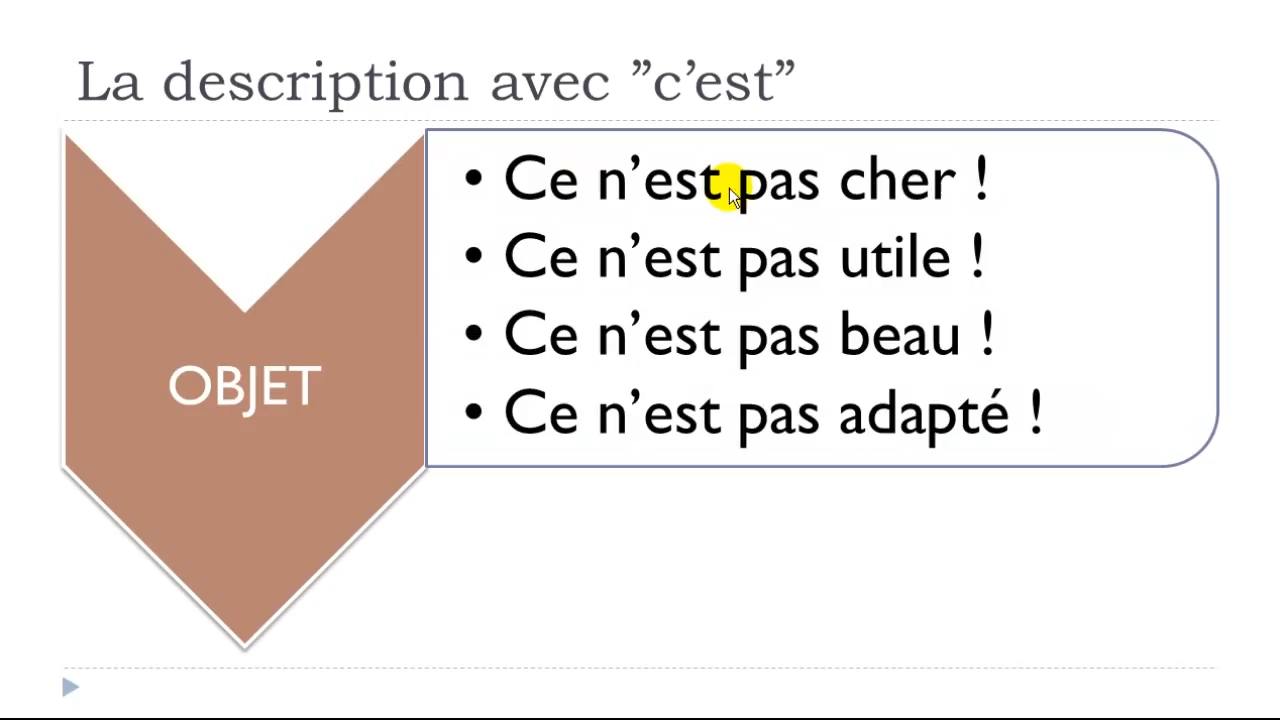 La description avec ”c’est”
OBJET
• Ce n’est pas cher !
• Ce n’est pas utile !
• Ce n’est pas beau !
• Ce n’est pas adapté !